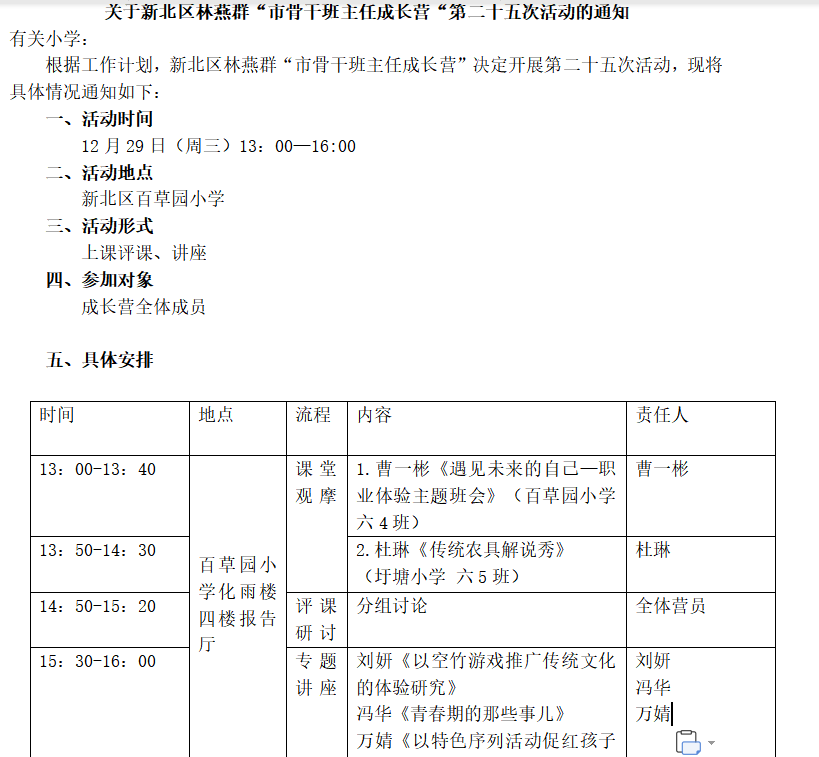 关于新北区林燕群“市骨干班主任成长营“第二十五次活动的通知
有关小学：
根据工作计划，新北区林燕群“市骨干班主任成长营”决定开展第二十五次活动，现将
具体情况通知如下：
一、活动时间
12月29日（周三）13：00—16:00
二、活动地点
新北区百草园小学
三、活动形式
上课评课、讲座
四、参加对象
成长营全体成员
五、具体安排
时间 地点 流程 内容 责任人
13：00-13：40
百草园小
学化雨楼
四楼报告
厅
课堂
观摩
1.曹一彬《遇见未来的自己—职
业体验主题班会》（百草园小学
六4班）
曹一彬
13：50-14：30
2.杜琳《传统农具解说秀》
（圩塘小学 六5班）
杜琳
14：50-15：20
评课
研讨
分组讨论
全体营员
15：30-16：00
专题
讲座
刘妍《以空竹游戏推广传统文化
的体验研究》
冯华《青春期的那些事儿》
万婧《以特色序列活动促红孩子
刘妍
冯华
万婧